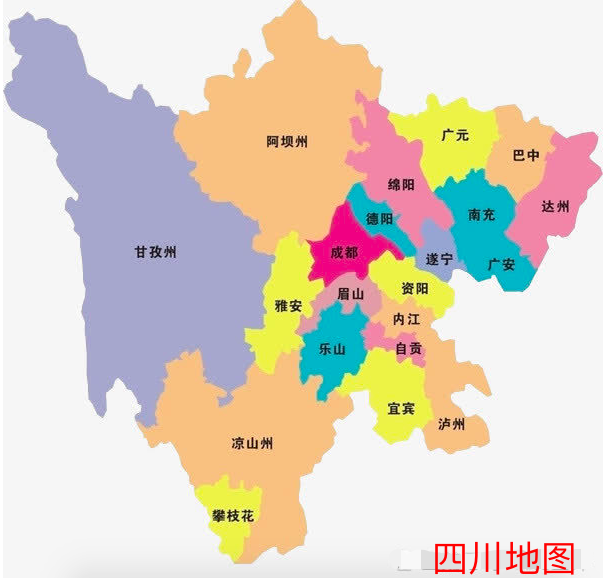 阿坝州
广元
巴中
绵阳
达州
德阳
南充
甘孜州
成都
遂宁
广安
眉山
资阳
雅安
内江
乐山
自贡
宜宾
泸州
凉山州
攀枝花
四川地图